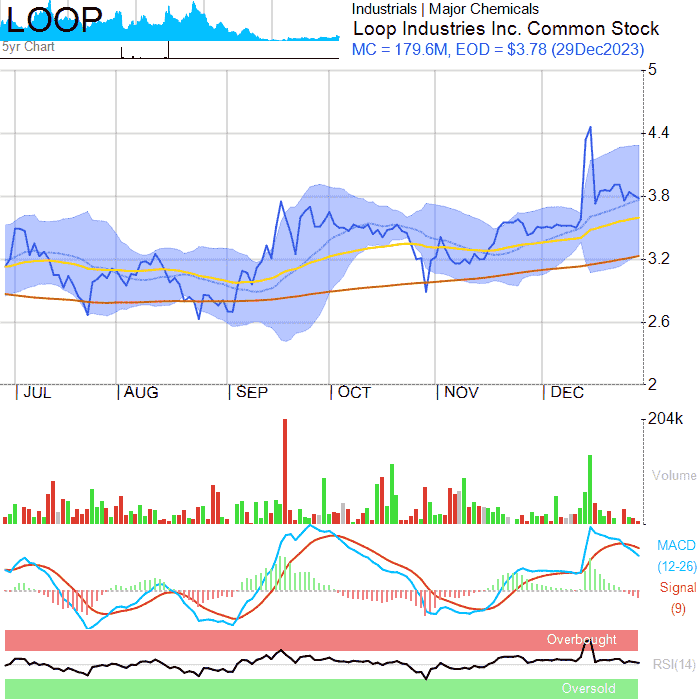 LOOP
Industrials | Major Chemicals
Loop Industries Inc. Common Stock
5yr Chart
MC = 179.6M, EOD = $3.78 (29Dec2023)
5
4.4
3.8
3.2
2.6
2
| JUL | AUG | SEP | OCT | NOV | DEC
204k
Volume
MACD
(12-26)
Signal
(9)
Overbought
RSI(14)
Oversold